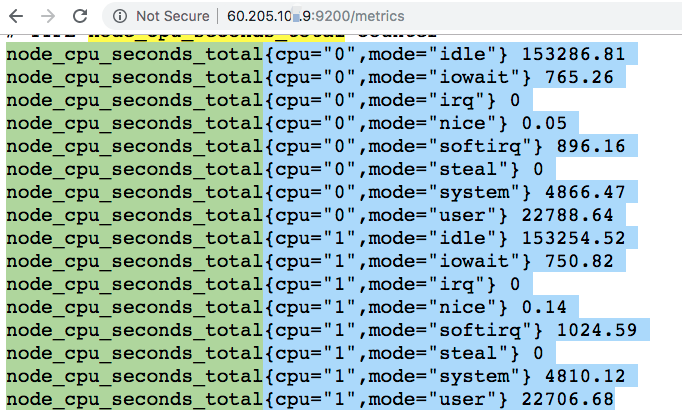 Not Secure
60.205.10 .9:9200/metrics
# TYPE node_cpu_seconds_total counter
node_cpu_seconds_total{cpu="0",mode="idle"} 153286.81
node_cpu_seconds_total{cpu="0",mode="iowait"} 765.26
node_cpu_seconds_total{cpu="0",mode="irq"} 0
node_cpu_seconds_total{cpu="0",mode="nice"} 0.05
node_cpu_seconds_total{cpu="0",mode="softirq"} 896.16
node_cpu_seconds_total{cpu="0",mode="steal"} 0
node_cpu_seconds_total{cpu="0",mode="system"} 4866.47
node_cpu_seconds_total{cpu="0",mode="user"} 22788.64
node_cpu_seconds_total{cpu="1",mode="idle"} 153254.52
node_cpu_seconds_total{cpu="1",mode="iowait"} 750.82
node_cpu_seconds_total{cpu="1",mode="irq"} 0
node_cpu_seconds_total{cpu="1",mode="nice"} 0.14
node_cpu_seconds_total{cpu="1",mode="softirq"} 1024.59
node_cpu_seconds_total{cpu="1",mode="steal"} 0
node_cpu_seconds_total{cpu="1",mode="system"} 4810.12
node_cpu_seconds_total{cpu="1",mode="user"} 22706.68